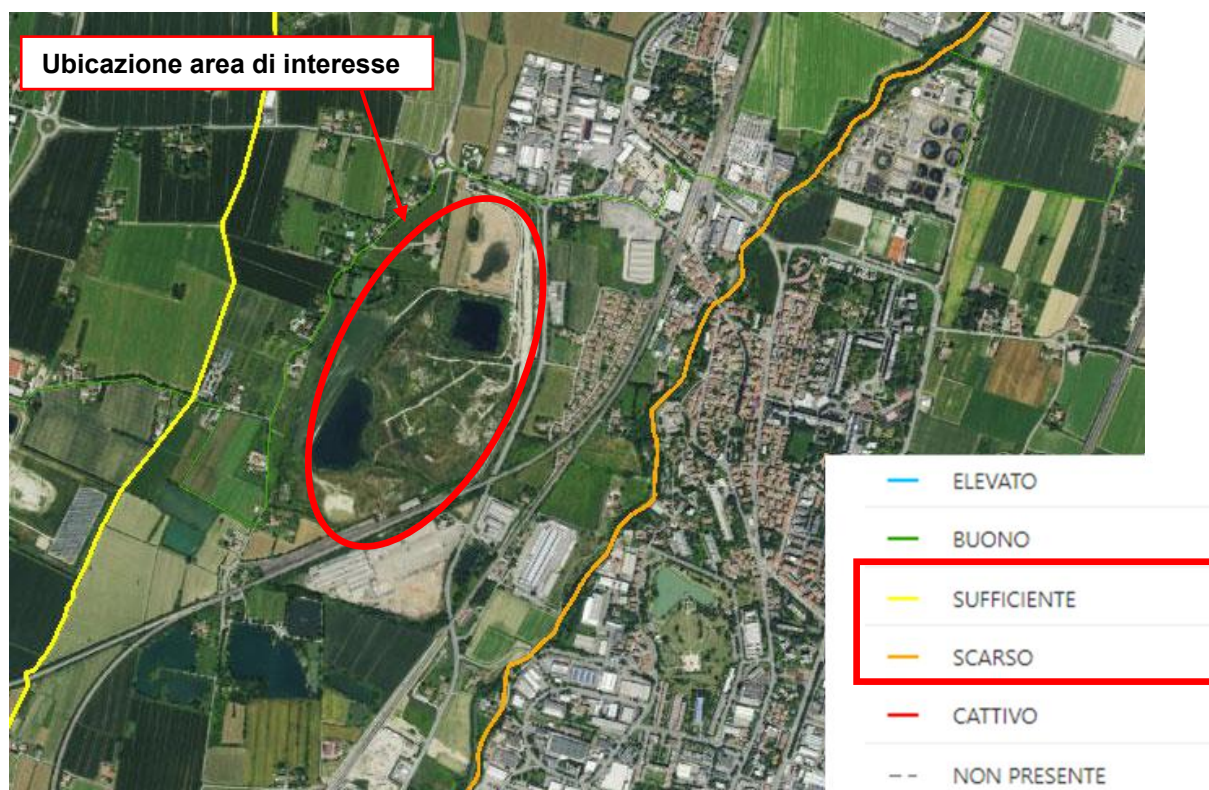 Ubicazione area di interesse
ELEVATO
BUONO
SUFFICIENTE
SCARSO
CATTIVO
NON PRESENTE